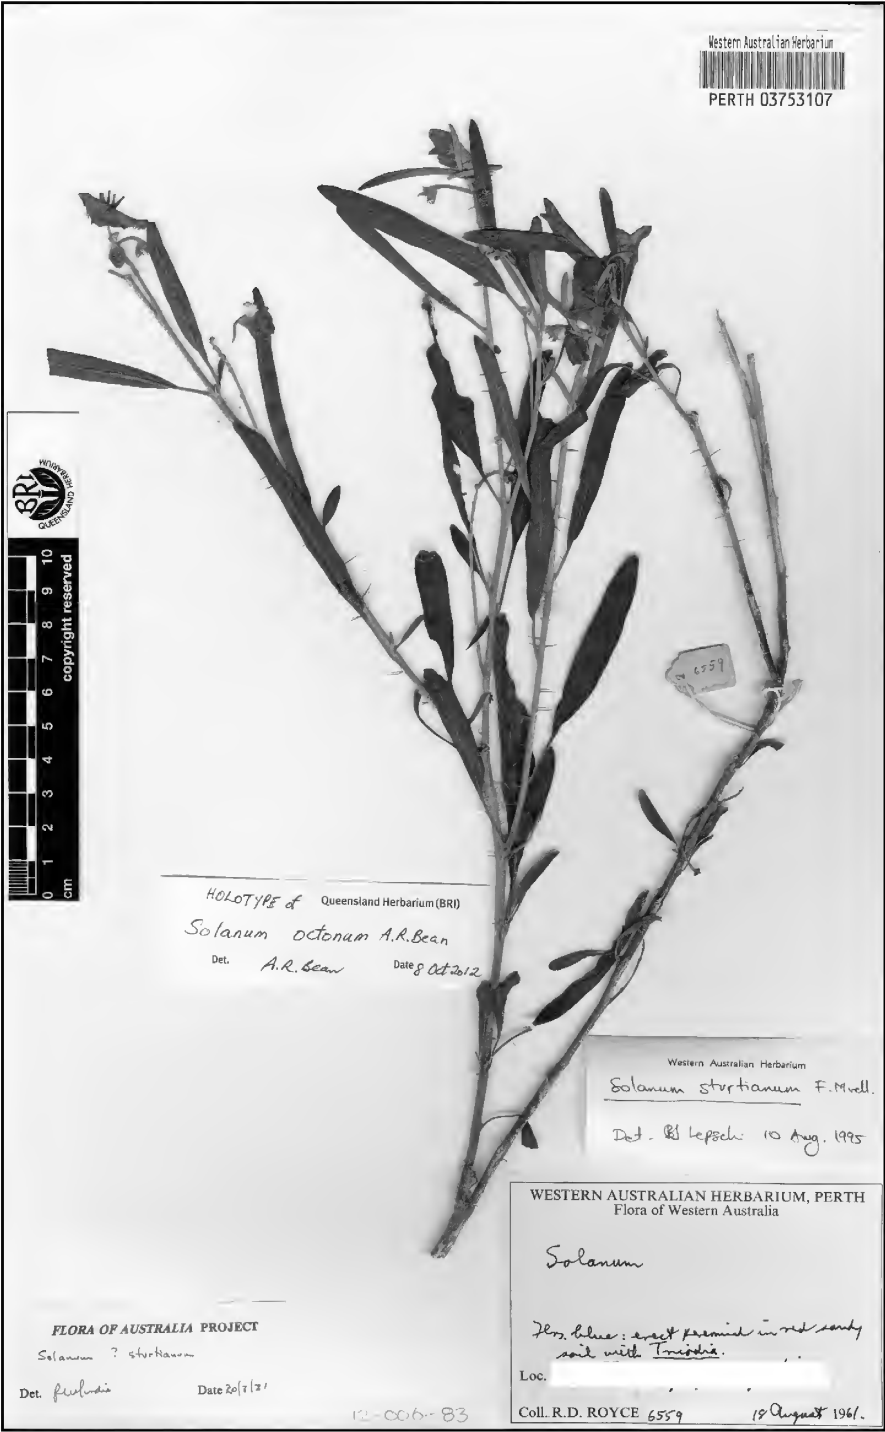 Western Australian Herbarium
PERTH 03753107
BRI
QUEENSLAND HERBARIUM
0 1 2 3 4 5 6 7 8 9 10
cm
copyright reserved
6559
HOLOTYPE of Queensland Herbarium (BRI)
Solanum octonum A.R.Bean
Det. A.R.Bean Date 8 Oct 2012
Western Australian Herbarium
Solanum sturtianum F.Muell.
Det. Lepschi 10 Aug. 1995
WESTERN AUSTRALIAN HERBARIUM, PERTH
Flora of Western Australia
Solanum
Flrs. blue: erect perennial in red sandy
soil with Triodia.
Loc.
Coll. R.D. ROYCE 6559 18 August 1961.
FLORA OF AUSTRALIA PROJECT
Solanum ? sturtianum
Det. Date
12-006-83